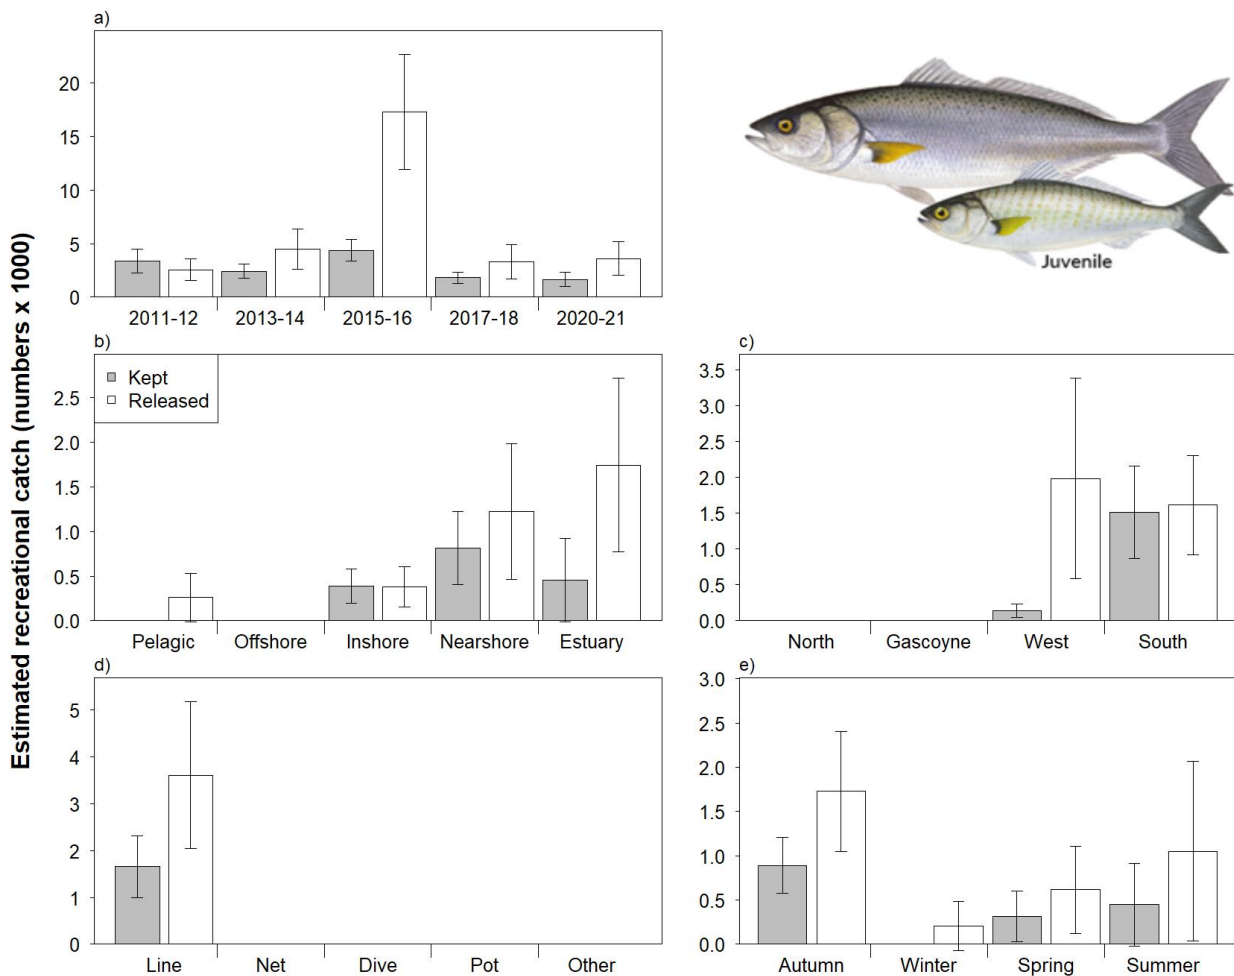 a)
20
15
10
5
0
2011-12 2013-14 2015-16 2017-18 2020-21
Juvenile
Estimated recreational catch (numbers x 1000)
b)
Kept
Released
2.5
2.0
1.5
1.0
0.5
0.0
Pelagic Offshore Inshore Nearshore Estuary
c)
3.5
3.0
2.5
2.0
1.5
1.0
0.5
0.0
North Gascoyne West South
d)
5
4
3
2
1
0
Line Net Dive Pot Other
e)
3.0
2.5
2.0
1.5
1.0
0.5
0.0
Autumn Winter Spring Summer